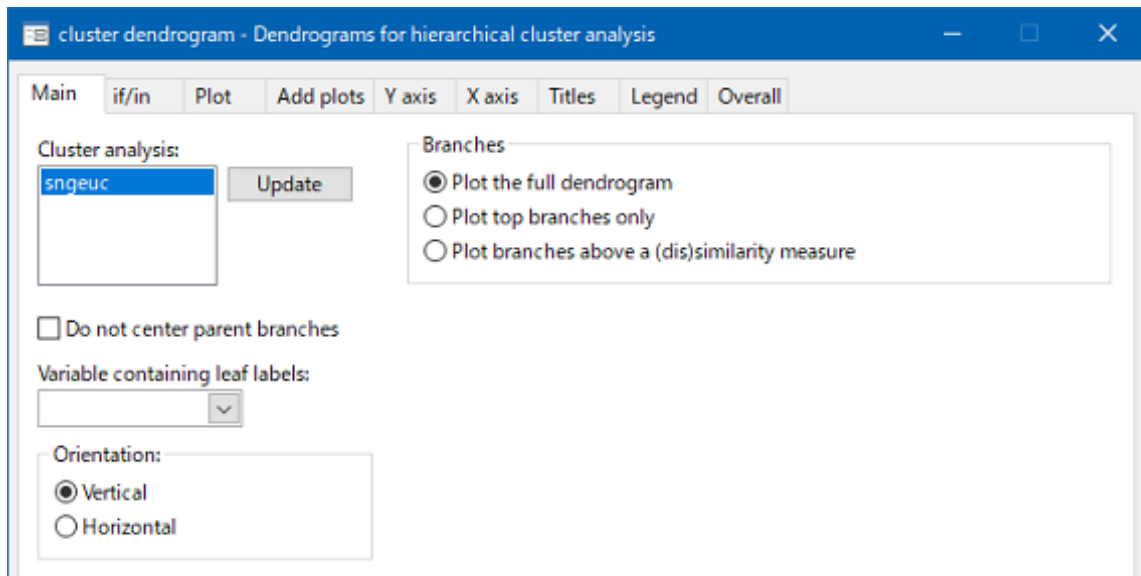 cluster dendrogram - Dendrograms for hierarchical cluster analysis
Main if/in Plot Add plots Y axis X axis Titles Legend Overall
Cluster analysis:
sngeuc
Update
Branches
Plot the full dendrogram
Plot top branches only
Plot branches above a (dis)similarity measure
Do not center parent branches
Variable containing leaf labels:
Orientation:
Vertical
Horizontal